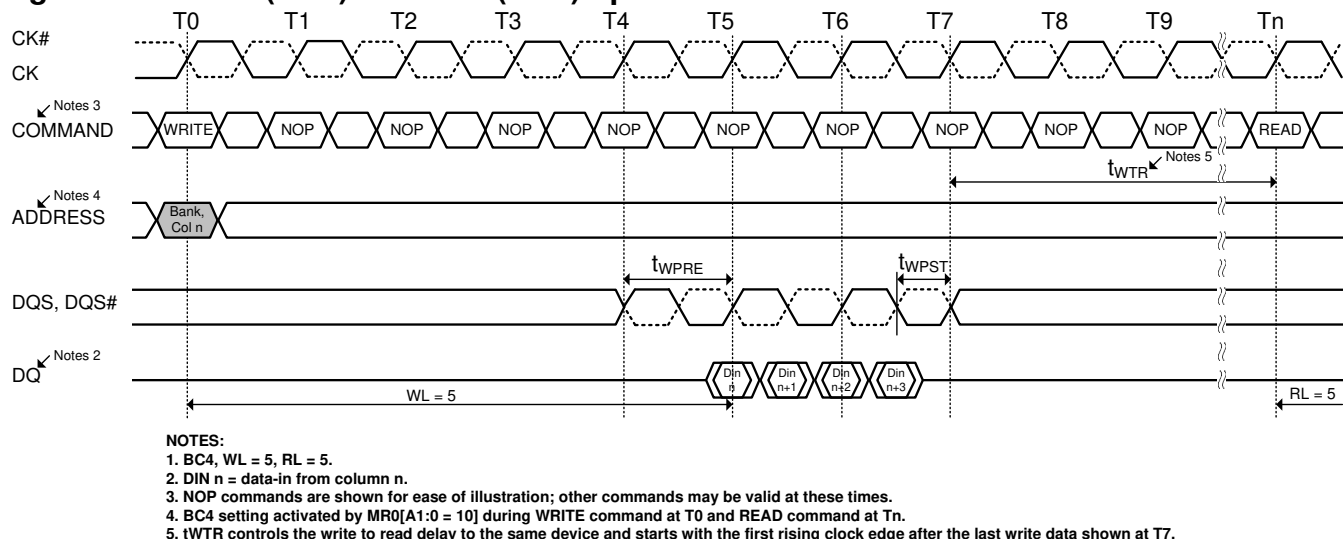 T0 T1 T2 T3 T4 T5 T6 T7 T8 T9 Tn
CK#
CK
Notes 3
COMMAND
WRITE NOP NOP NOP NOP NOP NOP NOP NOP NOP READ
tWTR Notes 5
Notes 4
ADDRESS
Bank,
Col n
tWPRE tWPST
DQS, DQS#
Notes 2
DQ
Din n Din n+1 Din n+2 Din n+3
WL = 5 RL = 5
NOTES:
1. BC4, WL = 5, RL = 5.
2. DIN n = data-in from column n.
3. NOP commands are shown for ease of illustration; other commands may be valid at these times.
4. BC4 setting activated by MR0[A1:0 = 10] during WRITE command at T0 and READ command at Tn.
5. tWTR controls the write to read delay to the same device and starts with the first rising clock edge after the last write data shown at T7.